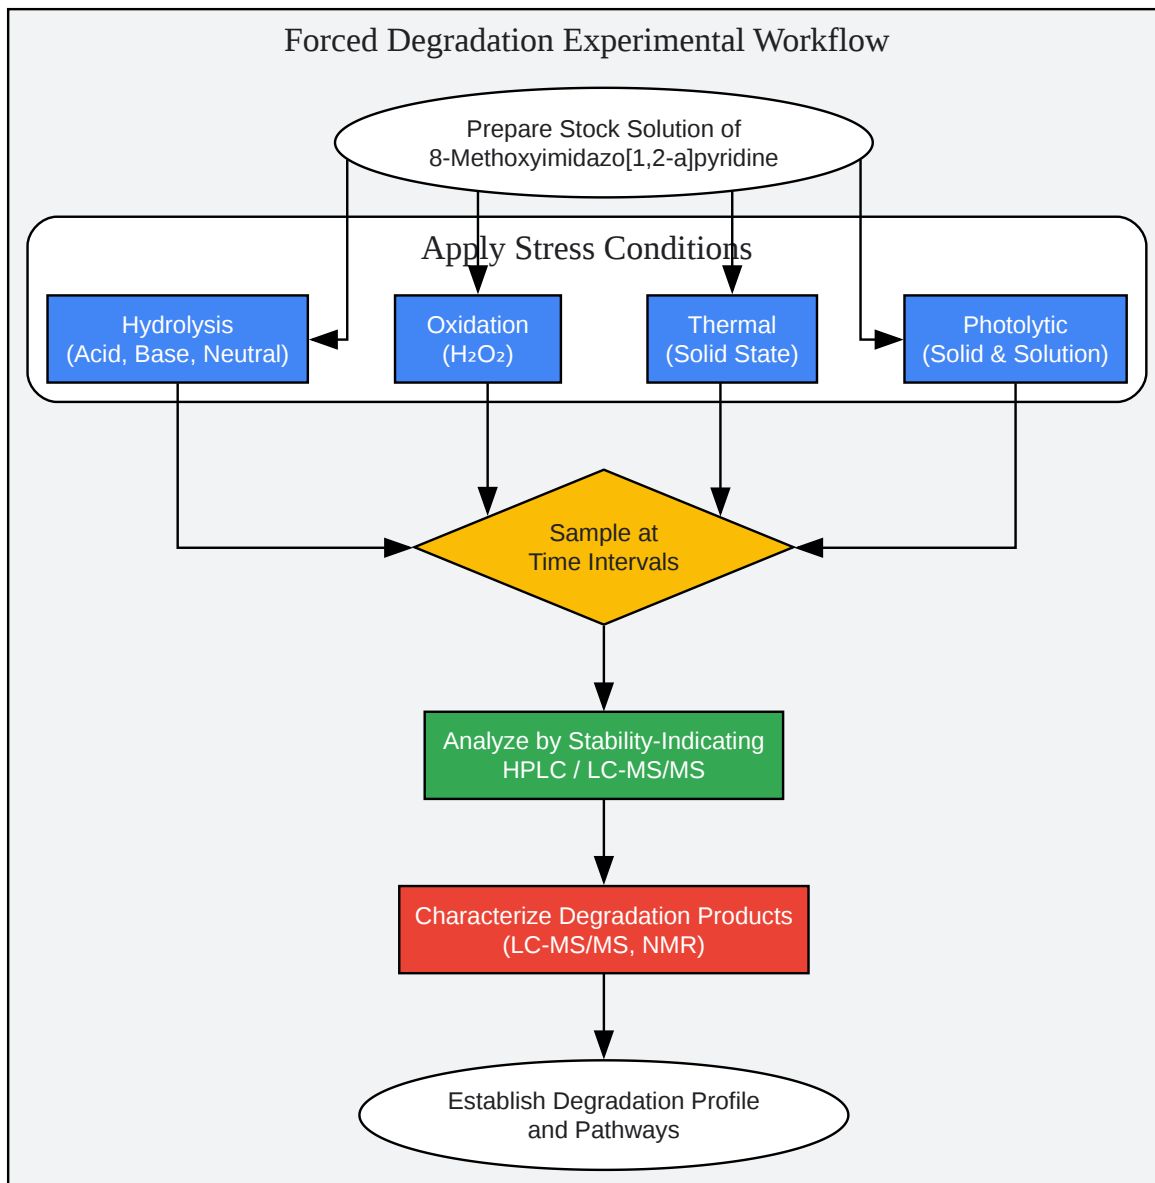 Forced Degradation Experimental Workflow
Prepare Stock Solution of
8-Methoxyimidazo[1,2-a]pyridine
Apply Stress Conditions
Hydrolysis
(Acid, Base, Neutral)
Oxidation
(H₂O₂)
Thermal
(Solid State)
Photolytic
(Solid & Solution)
Sample at
Time Intervals
Analyze by Stability-Indicating
HPLC / LC-MS/MS
Characterize Degradation Products
(LC-MS/MS, NMR)
Establish Degradation Profile
and Pathways